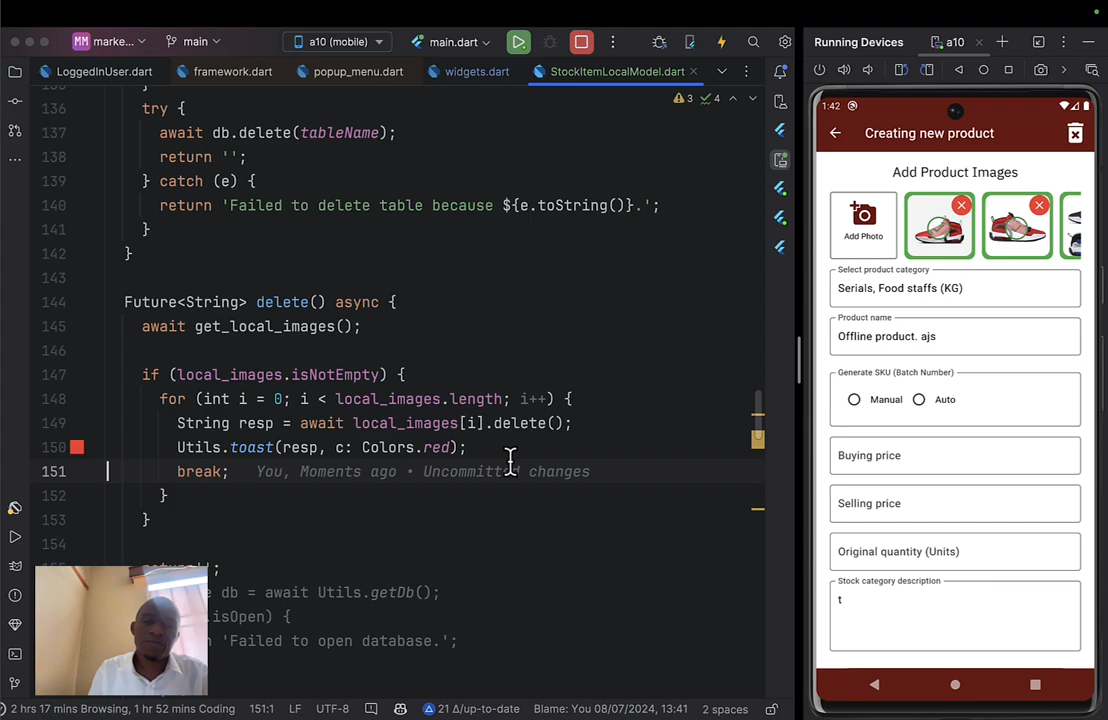 MM marke...
main
a10 (mobile)
main.dart
LoggedInUser.dart
framework.dart
popup_menu.dart
widgets.dart
StockItemLocalModel.dart
3 4
136 try {
137 await db.delete(tableName);
138 return '';
139 } catch (e) {
140 return 'Failed to delete table because ${e.toString()}.';
141 }
142 }
143
144 Future<String> delete() async {
145 await get_local_images();
146
147 if (local_images.isNotEmpty) {
148 for (int i = 0; i < local_images.length; i++) {
149 String resp = await local_images[i].delete();
150 Utils.toast(resp, c: Colors.red);
151 break; You, Moments ago • Uncommitted changes
152 }
153 }
154
e db = await Utils.getDb();
.isOpen) {
'Failed to open database.';
2 hrs 17 mins Browsing, 1 hr 52 mins Coding
151:1
LF
UTF-8
21 Δ/up-to-date
Blame: You 08/07/2024, 13:41
2 spaces
Running Devices
a10
1:42
Creating new product
Add Product Images
Add Photo
Select product category
Serials, Food staffs (KG)
Product name
Offline product. ajs
Generate SKU (Batch Number)
Manual Auto
Buying price
Selling price
Original quantity (Units)
Stock category description
t